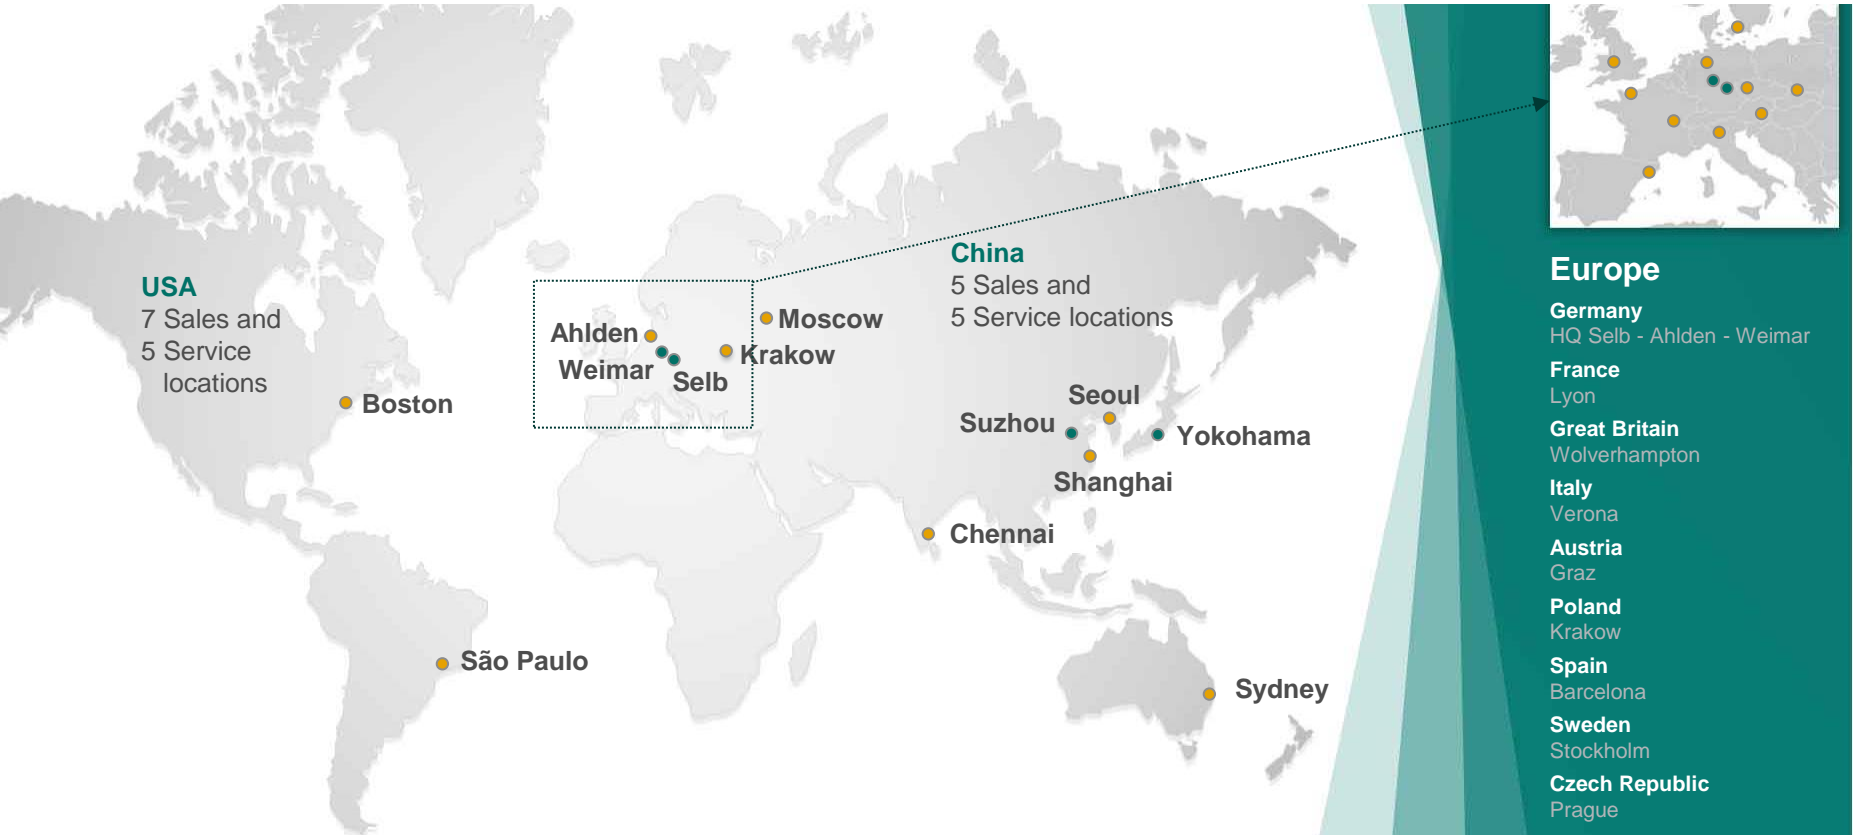 USA
7 Sales and
5 Service
locations
Boston
São Paulo
Ahlden
Weimar
Selb
Krakow
Moscow
China
5 Sales and
5 Service locations
Seoul
Suzhou
Yokohama
Shanghai
Chennai
Sydney
Europe
Germany
HQ Selb - Ahlden - Weimar
France
Lyon
Great Britain
Wolverhampton
Italy
Verona
Austria
Graz
Poland
Krakow
Spain
Barcelona
Sweden
Stockholm
Czech Republic
Prague